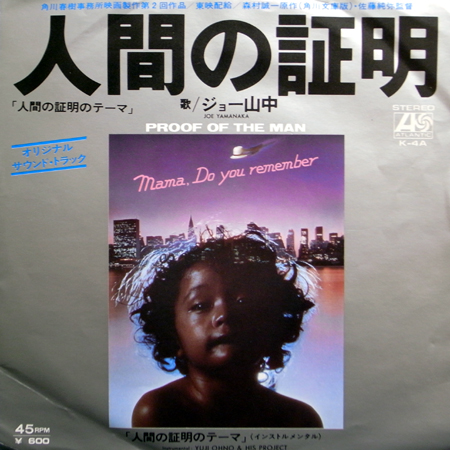 角川春樹事務所映画製作第2回作品／東映配給／森村誠一原作(角川文庫版)・佐藤純弥監督
人間の証明
「人間の証明のテーマ」 歌／ジョー山中
JOE YAMANAKA
STEREO
ATLANTIC
K-4A
PROOF OF THE MAN
オリジナル
サウンド・トラック
Mama, Do you remember
45RPM
¥600
「人間の証明のテーマ」(インストルメンタル)
YUJI OHNO & HIS PROJECT